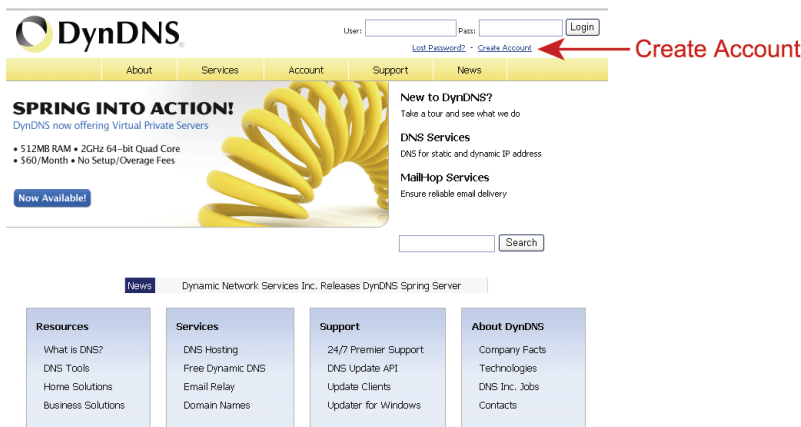 DynDNS
User: Pass: Login
Lost Password? - Create Account
Create Account
About Services Account Support News
SPRING INTO ACTION!
DynDNS now offering Virtual Private Servers
• 512MB RAM • 2GHz 64-bit Quad Core
• $60/Month • No Setup/Overage Fees
Now Available!
New to DynDNS?
Take a tour and see what we do
DNS Services
DNS for static and dynamic IP address
MailHop Services
Ensure reliable email delivery
Search
News Dynamic Network Services Inc. Releases DynDNS Spring Server
Resources
What is DNS?
DNS Tools
Home Solutions
Business Solutions
Services
DNS Hosting
Free Dynamic DNS
Email Relay
Domain Names
Support
24/7 Premier Support
DNS Update API
Update Clients
Updater for Windows
About DynDNS
Company Facts
Technologies
DNS Inc. Jobs
Contacts